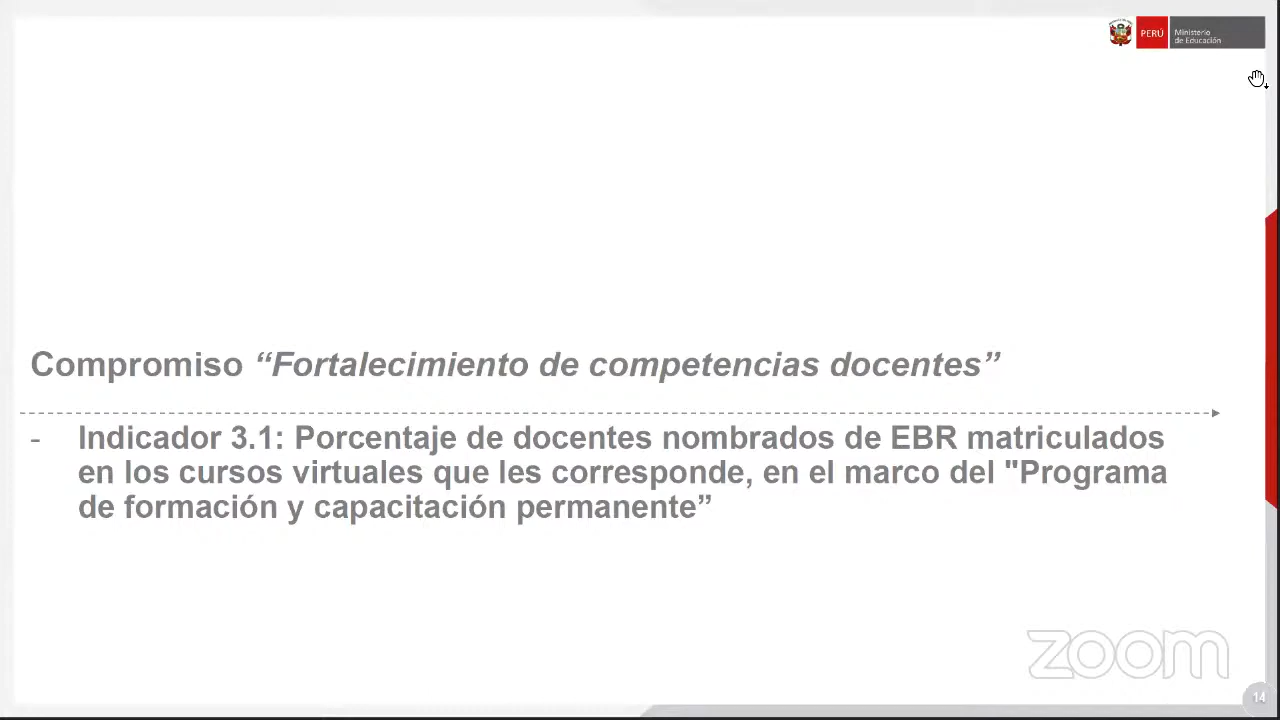 PERÚ
Ministerio
de Educación
Compromiso “Fortalecimiento de competencias docentes”
- Indicador 3.1: Porcentaje de docentes nombrados de EBR matriculados
en los cursos virtuales que les corresponde, en el marco del "Programa
de formación y capacitación permanente”
zoom
14